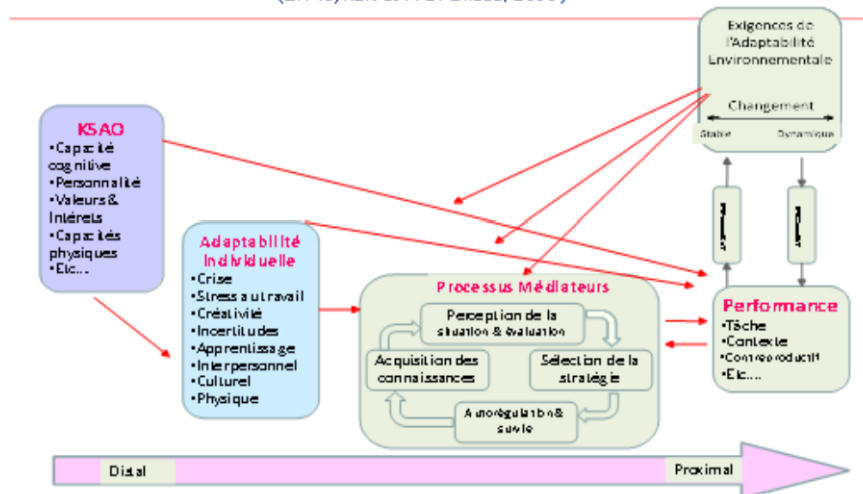 Exigences de
l'Adaptabilité
Environnementale
Changement
Stable Dynamique
KSAO
•Capacité
cognitive
•Personnalité
•Valeurs &
Intérets
•Capacités
physiques
•Etc...
Adaptabilité
Individuelle
•Crise
•Stress au travail
•Créativité
•Incertitudes
•Apprentissage
•Interpersonnel
•Culturel
•Physique
Processus Médiateurs
Perception de la
situation & évaluation
Acquisition des
connaissances
Sélection de la
stratégie
Autorégulation &
Performance
•Tâche
•Contexte
•Contreproductif
•Etc....
Distal
Proximal